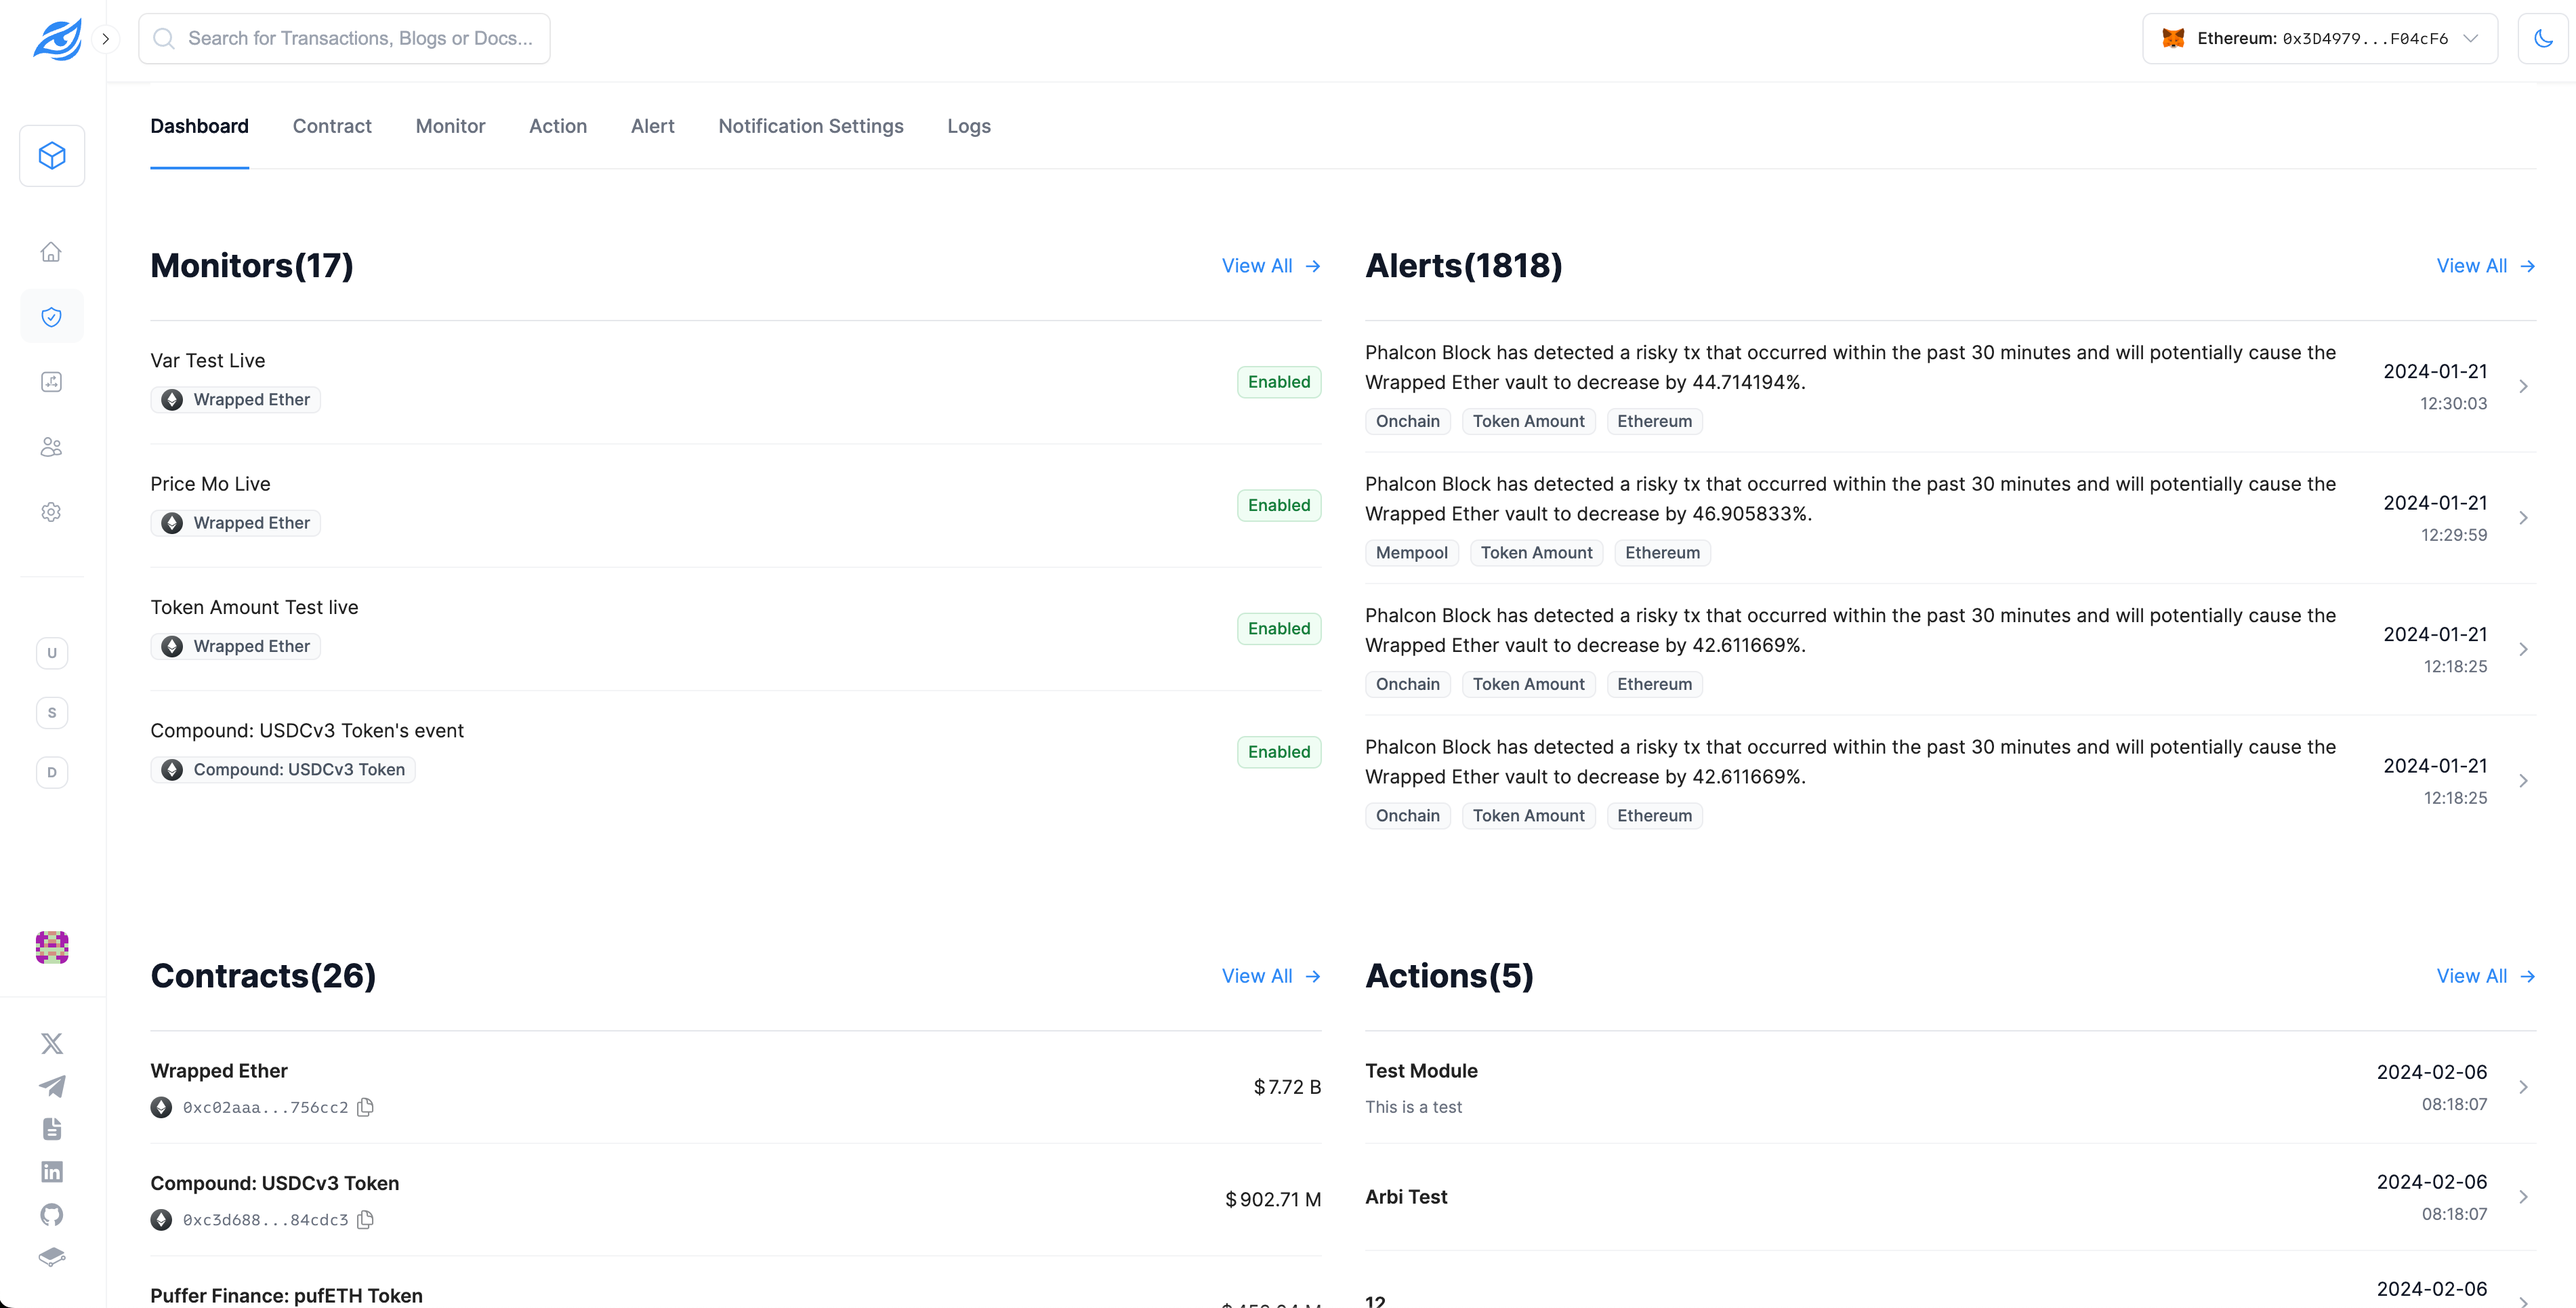 Search for Transactions, Blogs or Docs...
Ethereum: 0x3D4979...F04cF6
Dashboard
Contract
Monitor
Action
Alert
Notification Settings
Logs
Monitors(17)
View All
Var Test Live
Wrapped Ether
Enabled
Price Mo Live
Wrapped Ether
Enabled
Token Amount Test live
Wrapped Ether
Enabled
Compound: USDCv3 Token's event
Compound: USDCv3 Token
Enabled
Alerts(1818)
View All
Phalcon Block has detected a risky tx that occurred within the past 30 minutes and will potentially cause the
Wrapped Ether vault to decrease by 44.714194%.
Onchain
Token Amount
Ethereum
2024-01-21
12:30:03
Phalcon Block has detected a risky tx that occurred within the past 30 minutes and will potentially cause the
Wrapped Ether vault to decrease by 46.905833%.
Mempool
Token Amount
Ethereum
2024-01-21
12:29:59
Phalcon Block has detected a risky tx that occurred within the past 30 minutes and will potentially cause the
Wrapped Ether vault to decrease by 42.611669%.
Onchain
Token Amount
Ethereum
2024-01-21
12:18:25
Phalcon Block has detected a risky tx that occurred within the past 30 minutes and will potentially cause the
Wrapped Ether vault to decrease by 42.611669%.
Onchain
Token Amount
Ethereum
2024-01-21
12:18:25
U
S
D
Contracts(26)
View All
Wrapped Ether
0xc02aaa...756cc2
$7.72 B
Compound: USDCv3 Token
0xc3d688...84cdc3
$902.71 M
Puffer Finance: pufETH Token
Actions(5)
View All
Test Module
This is a test
2024-02-06
08:18:07
Arbi Test
2024-02-06
08:18:07
12
2024-02-06